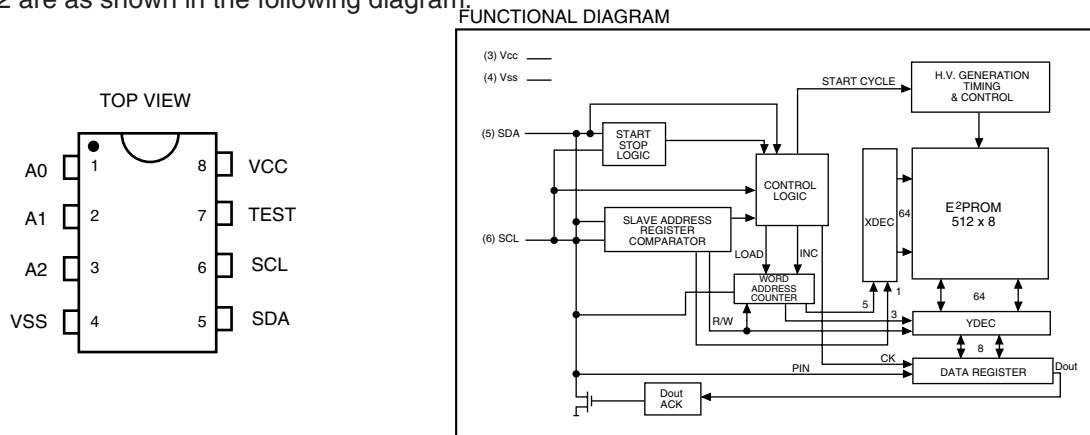 2 are as shown in the following diagram.
TOP VIEW
A0 1 8 VCC
A1 2 7 TEST
A2 3 6 SCL
VSS 4 5 SDA
FUNCTIONAL DIAGRAM
(3) Vcc
(4) Vss
(5) SDA
(6) SCL
START
STOP
LOGIC
SLAVE ADDRESS
REGISTER
COMPARATOR
CONTROL
LOGIC
START CYCLE
H.V. GENERATION
TIMING
& CONTROL
LOAD
INC
WORD
ADDRESS
COUNTER
R/W
PIN
CK
XDEC
64
E2PROM
512 x 8
5
1
3
64
YDEC
8
DATA REGISTER
Dout
Dout
ACK